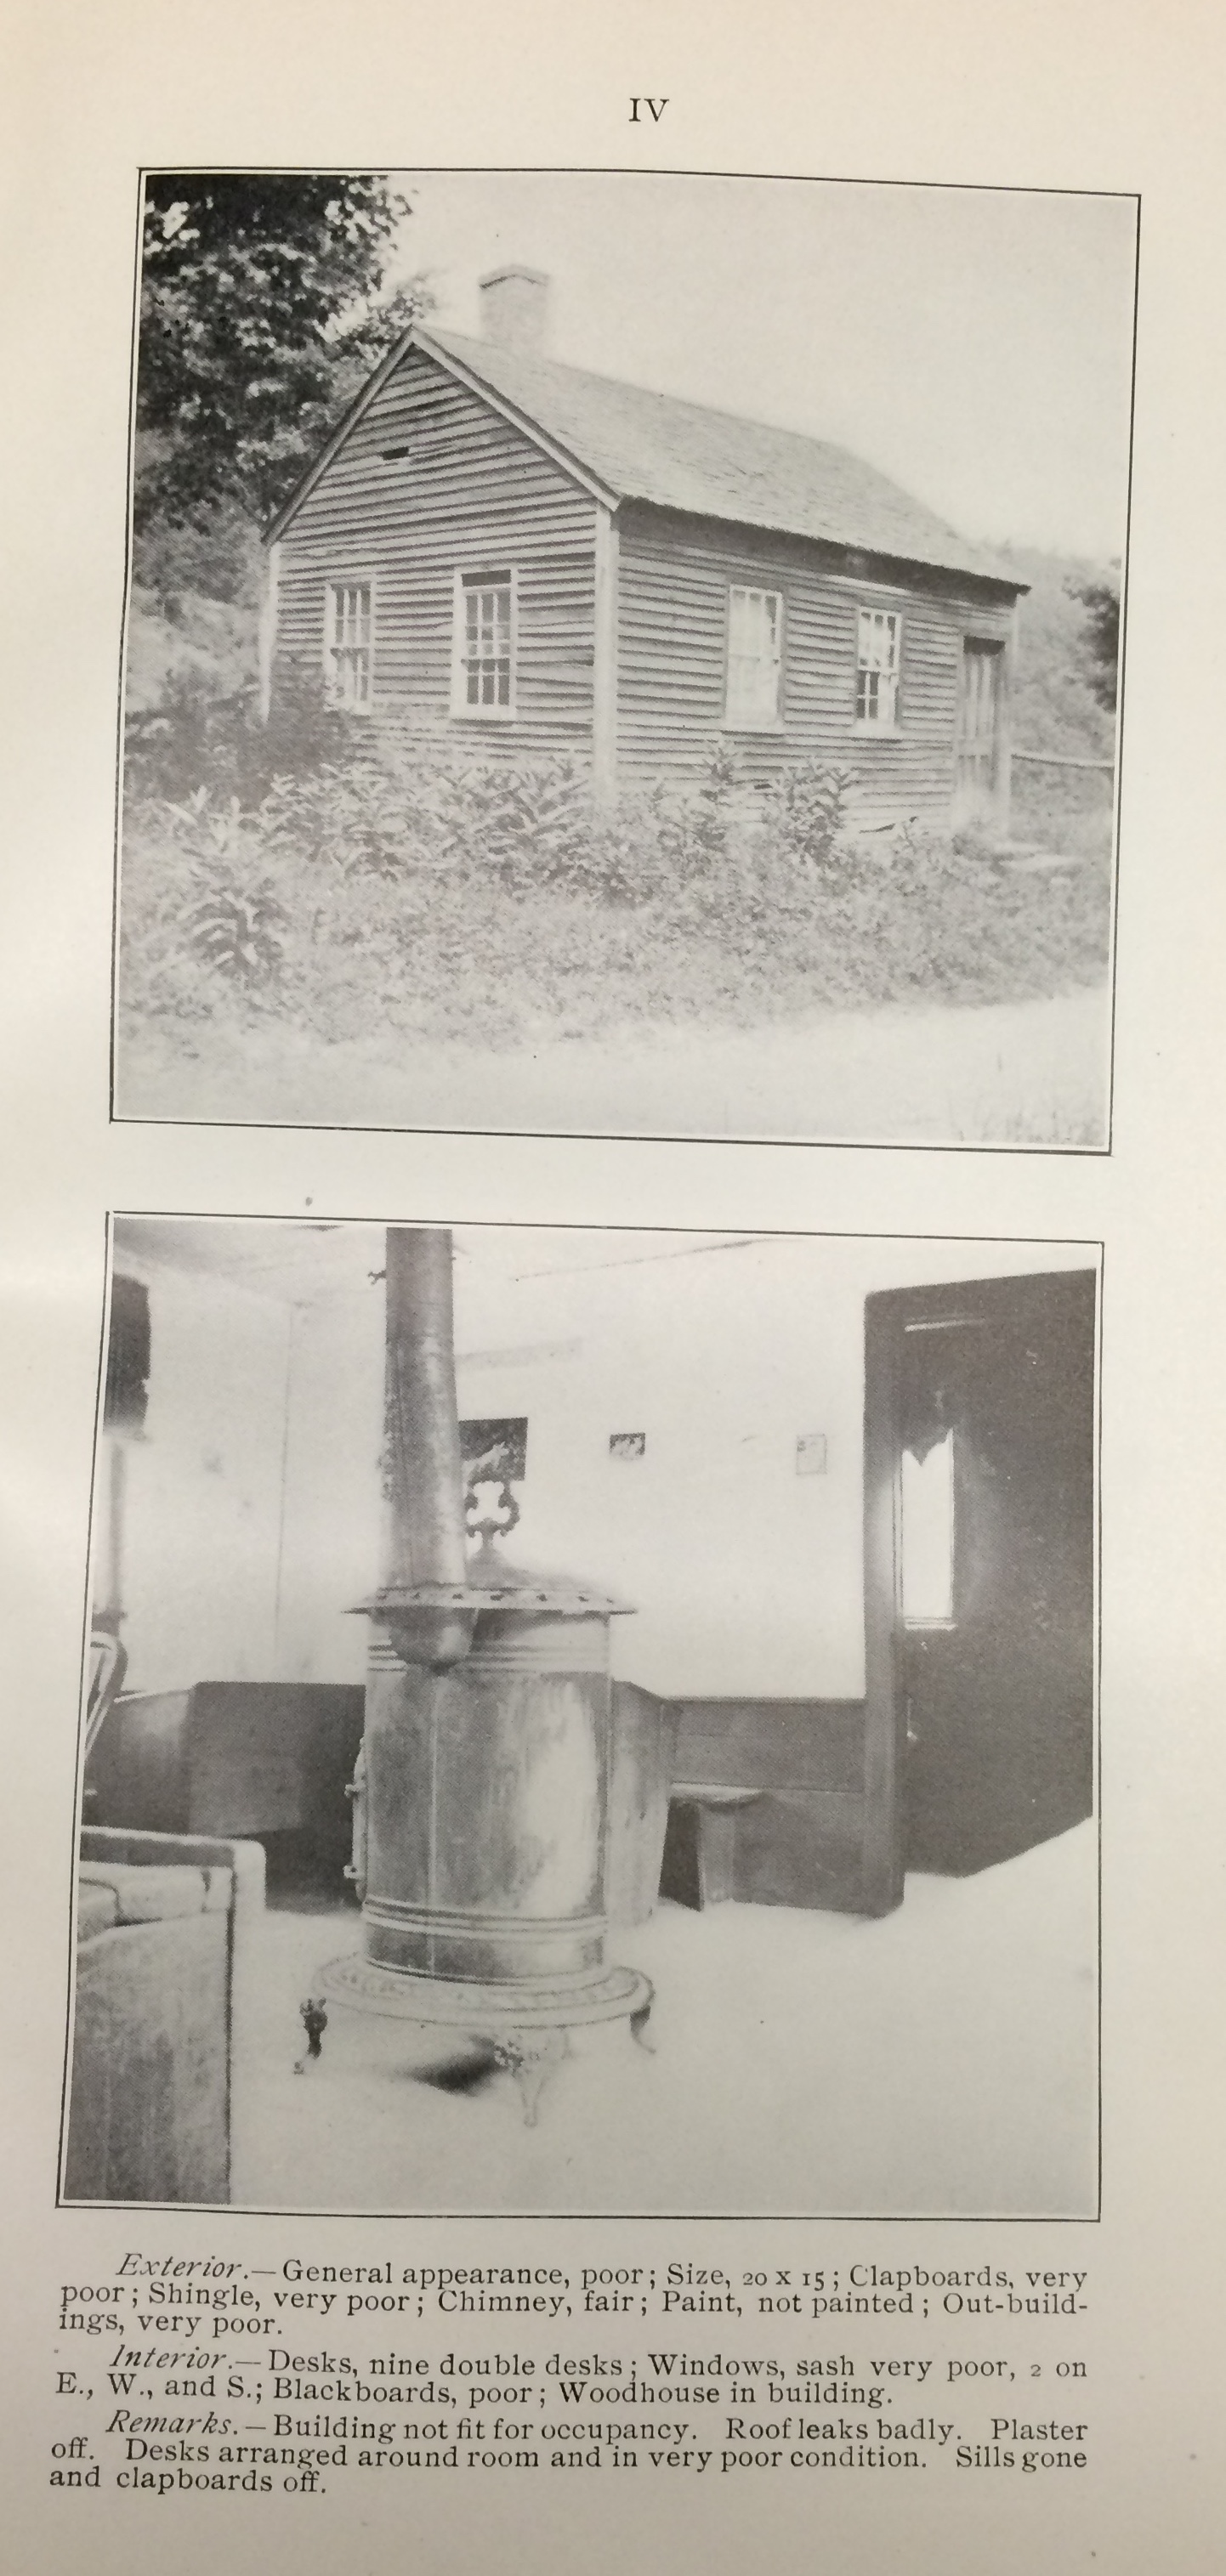 IV
Exterior.—General appearance, poor; Size, 20 x 15; Clapboards, very
poor; Shingle, very poor; Chimney, fair; Paint, not painted; Out-build-
ings, very poor.
Interior.—Desks, nine double desks; Windows, sash very poor, 2 on
E., W., and S.; Blackboards, poor; Woodhouse in building.
Remarks.—Building not fit for occupancy. Roof leaks badly. Plaster
off. Desks arranged around room and in very poor condition. Sills gone
and clapboards off.